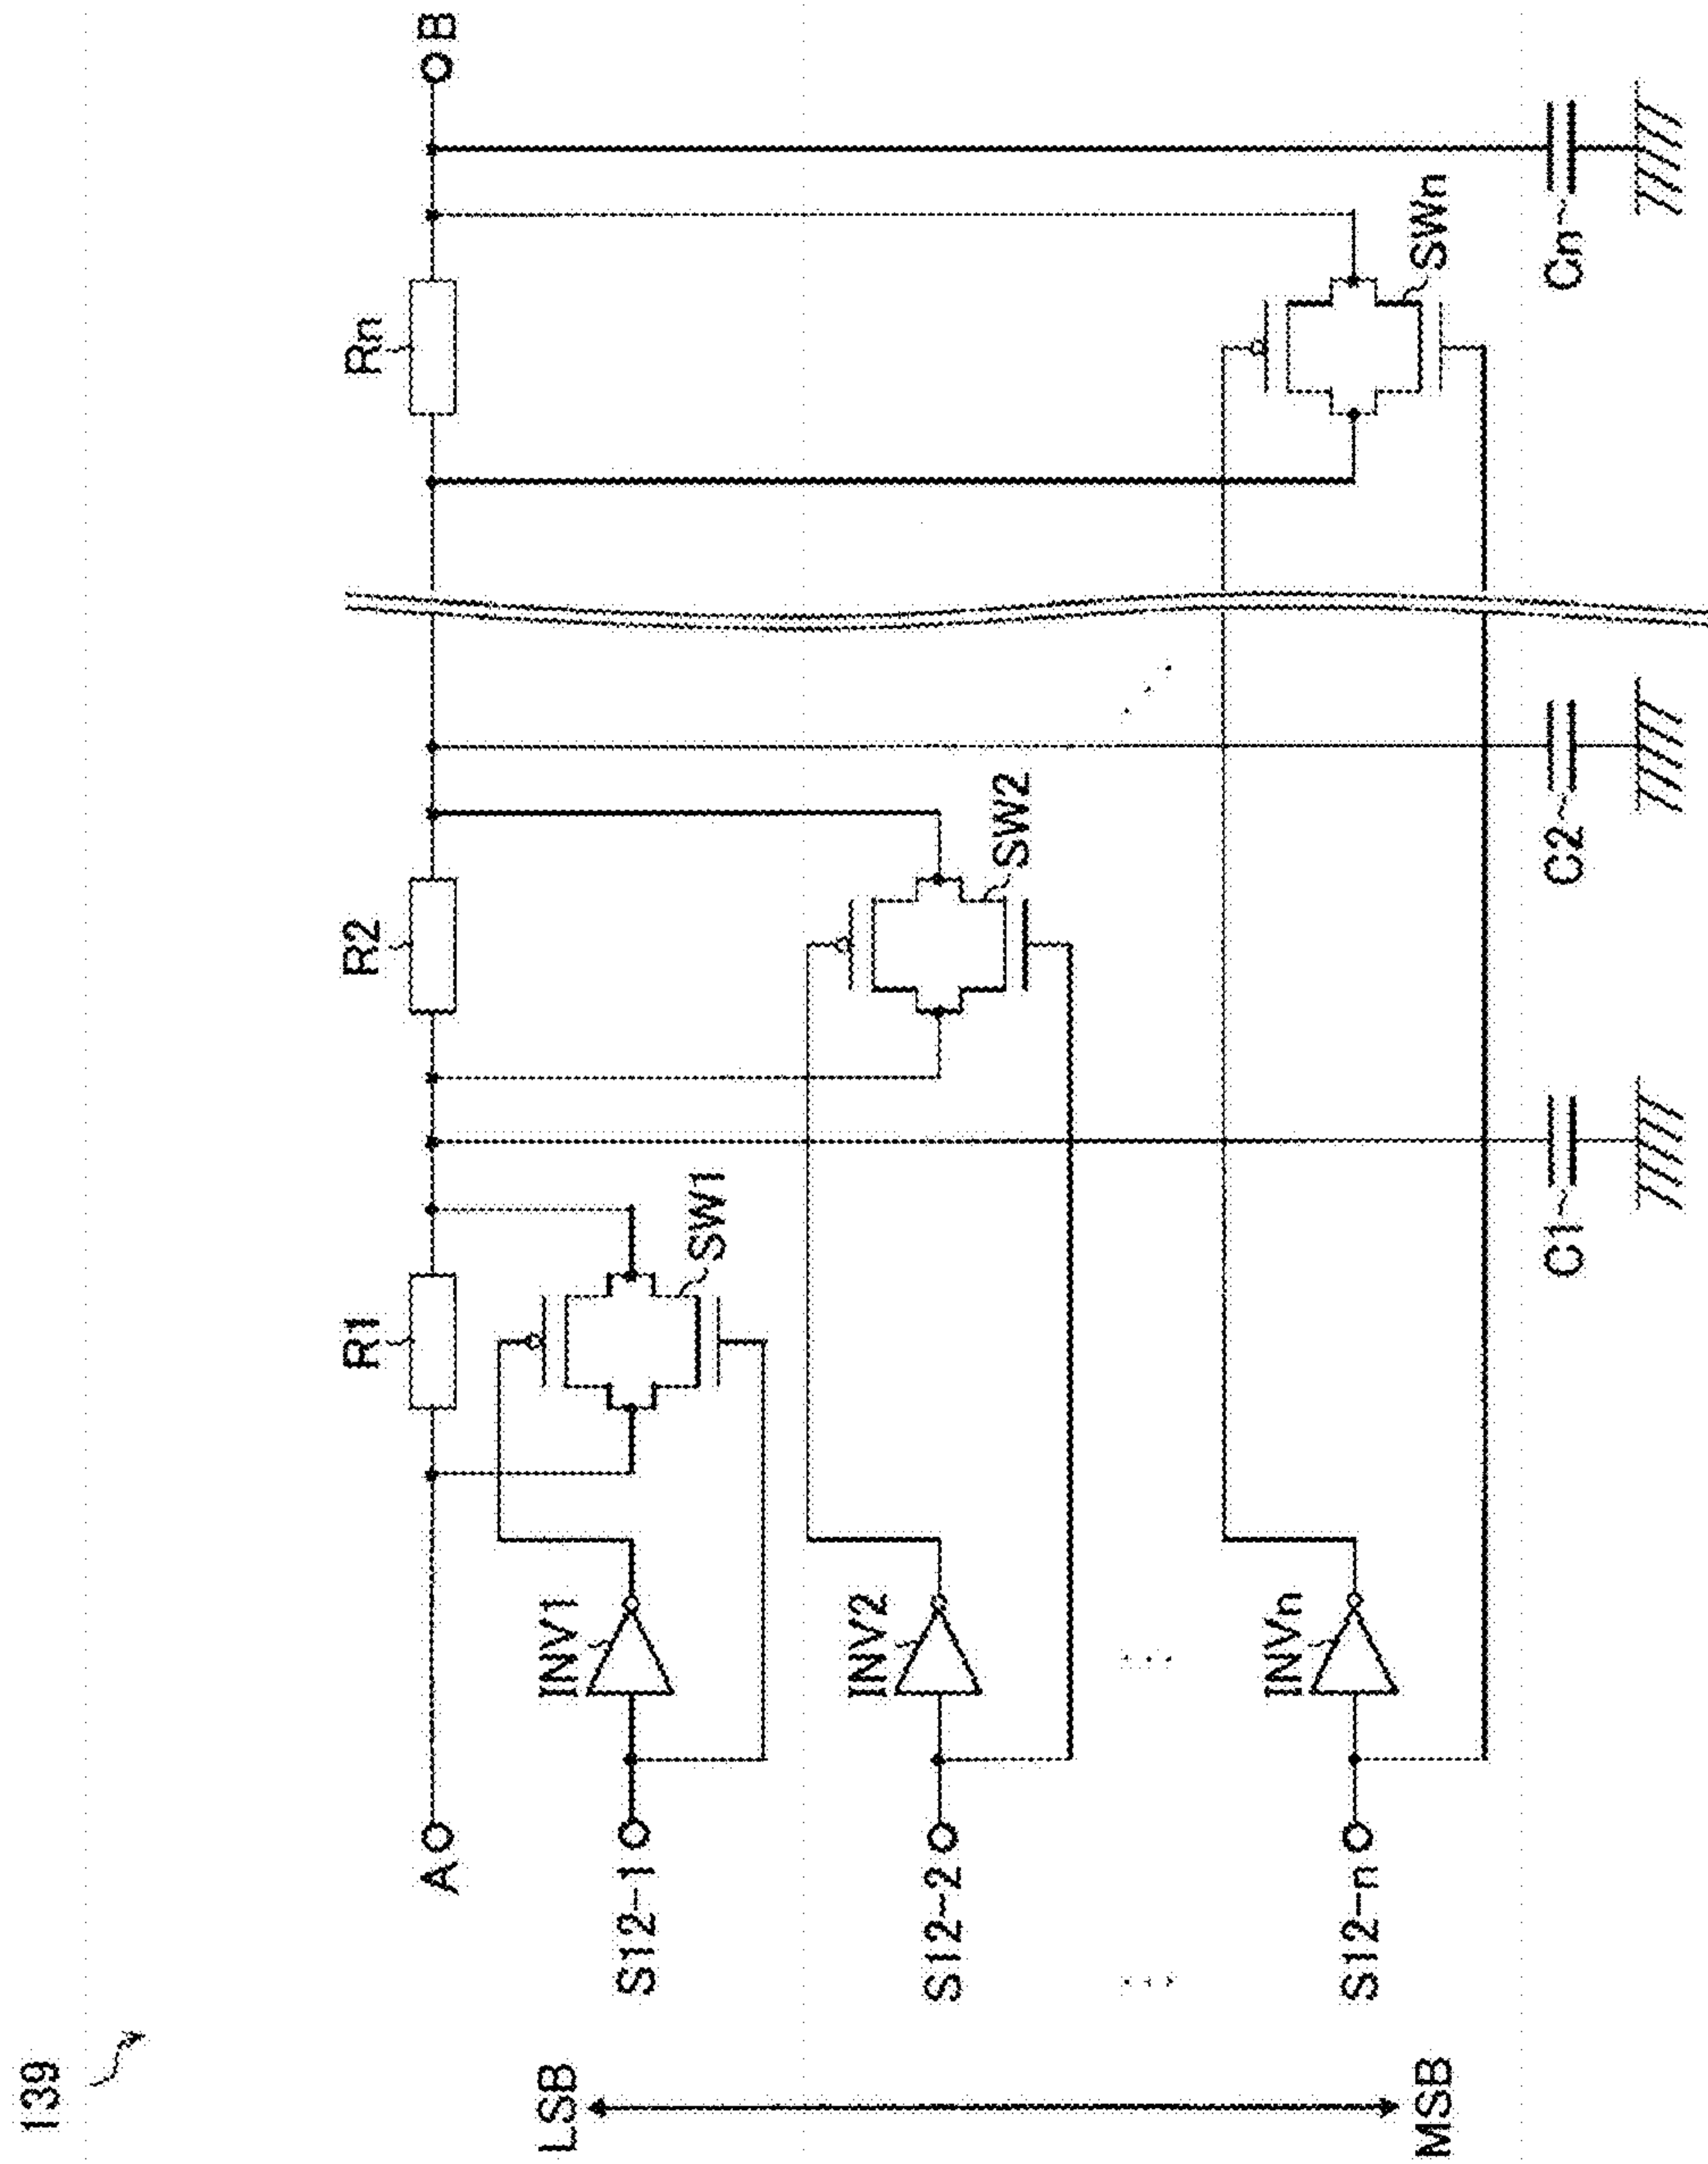 139
Rn
R2
R1
A
B
SW1
SW2
SWn
INV1
INV2
INVn
S12-1
S12-2
...
...
S12-n
LSB
MSB
C1
C2
Cn